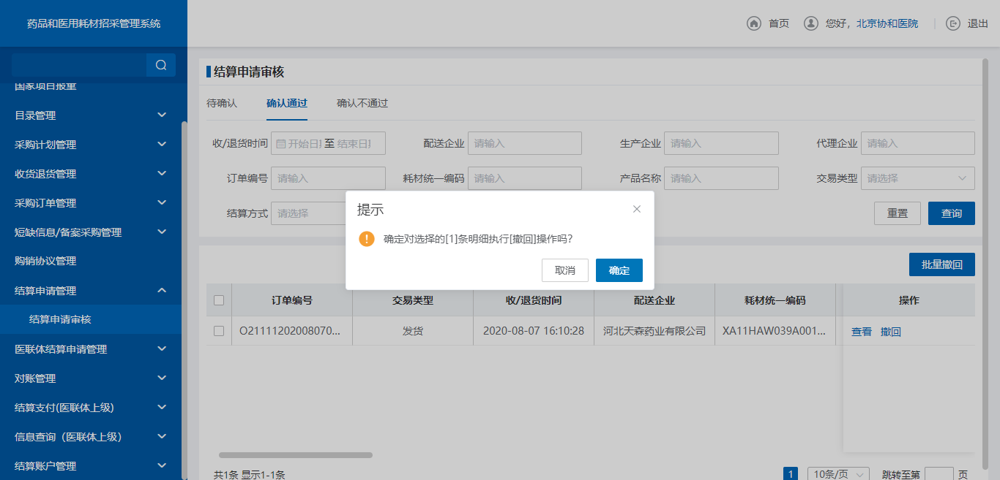 药品和医用耗材招采管理系统
首页 您好，北京协和医院 退出
国家项目报量
目录管理
采购计划管理
收货退货管理
采购订单管理
短缺信息/备案采购管理
购销协议管理
结算申请管理
结算申请审核
医联体结算申请管理
对账管理
结算支付(医联体上级)
信息查询（医联体上级）
结算账户管理
结算申请审核
待确认 确认通过 确认不通过
收/退货时间 开始日期 至 结束日期 配送企业 请输入 生产企业 请输入 代理企业 请输入
订单编号 请输入 耗材统一编码 请输入 产品名称 请输入 交易类型 请选择
结算方式 请选择 重置 查询
提示
确定对选择的[1]条明细执行[撤回]操作吗?
取消 确定
批量撤回
订单编号 交易类型 收/退货时间 配送企业 耗材统一编码 操作
O21111202008070... 发货 2020-08-07 16:10:28 河北天森药业有限公司 XA11HAW039A001... 查看 撤回
共1条 显示1-1条 1 10条/页 跳转至第 页